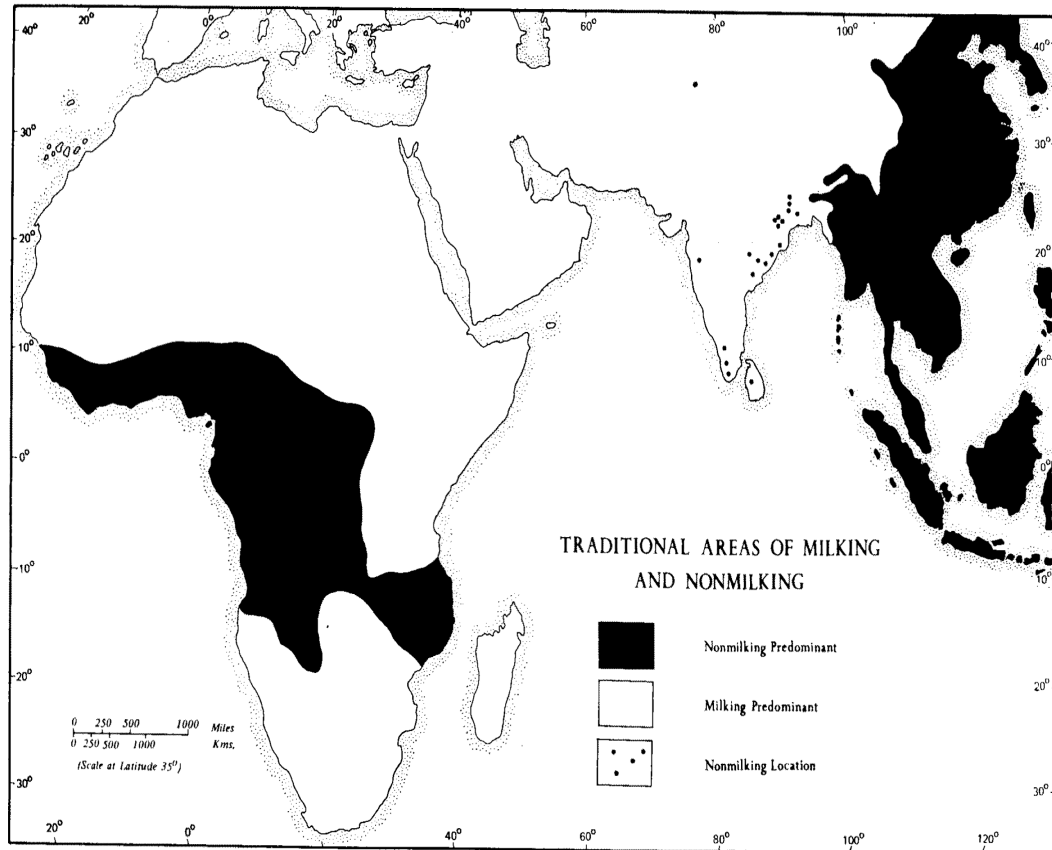 20° 0° 20° 40° 60° 80° 100°
40° 40°
30° 30°
20° 20°
10° 10°
0° 0°
TRADITIONAL AREAS OF MILKING
AND NONMILKING
10° 10°
Nonmilking Predominant
20° 20°
Milking Predominant
0 250 500 1000 Miles
0 250 500 1000 Kms,
(Scale at Latitude 35°)
Nonmilking Location
30° 30°
20° 0° 20° 40° 60° 80° 100° 120°